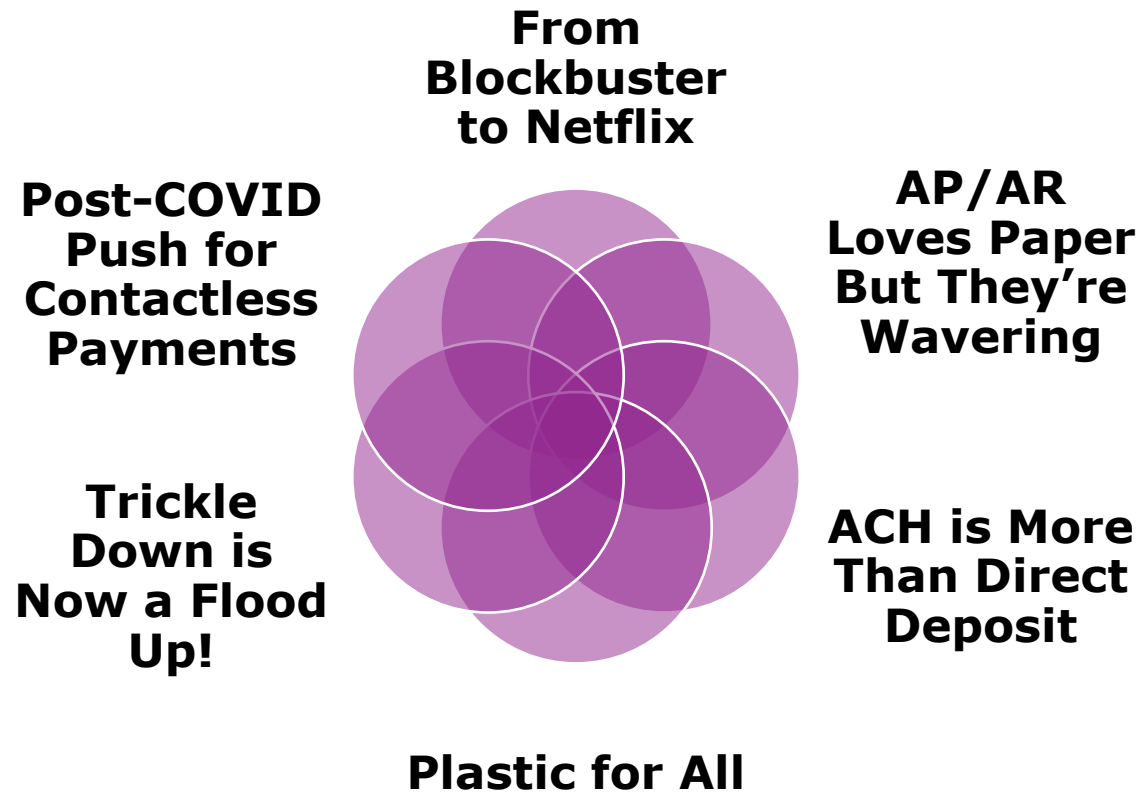 From
Blockbuster
to Netflix
AP/AR
Loves Paper
But They’re
Wavering
ACH is More
Than Direct
Deposit
Plastic for All
Trickle
Down is
Now a Flood
Up!
Post-COVID
Push for
Contactless
Payments